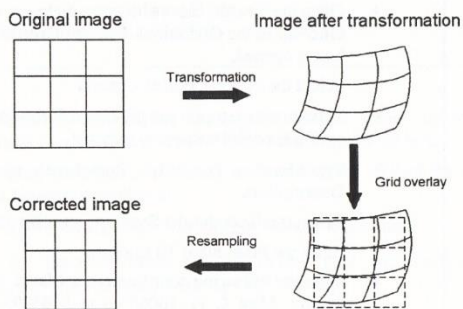 Original image
Image after transformation
Transformation
Grid overlay
Corrected image
Resampling